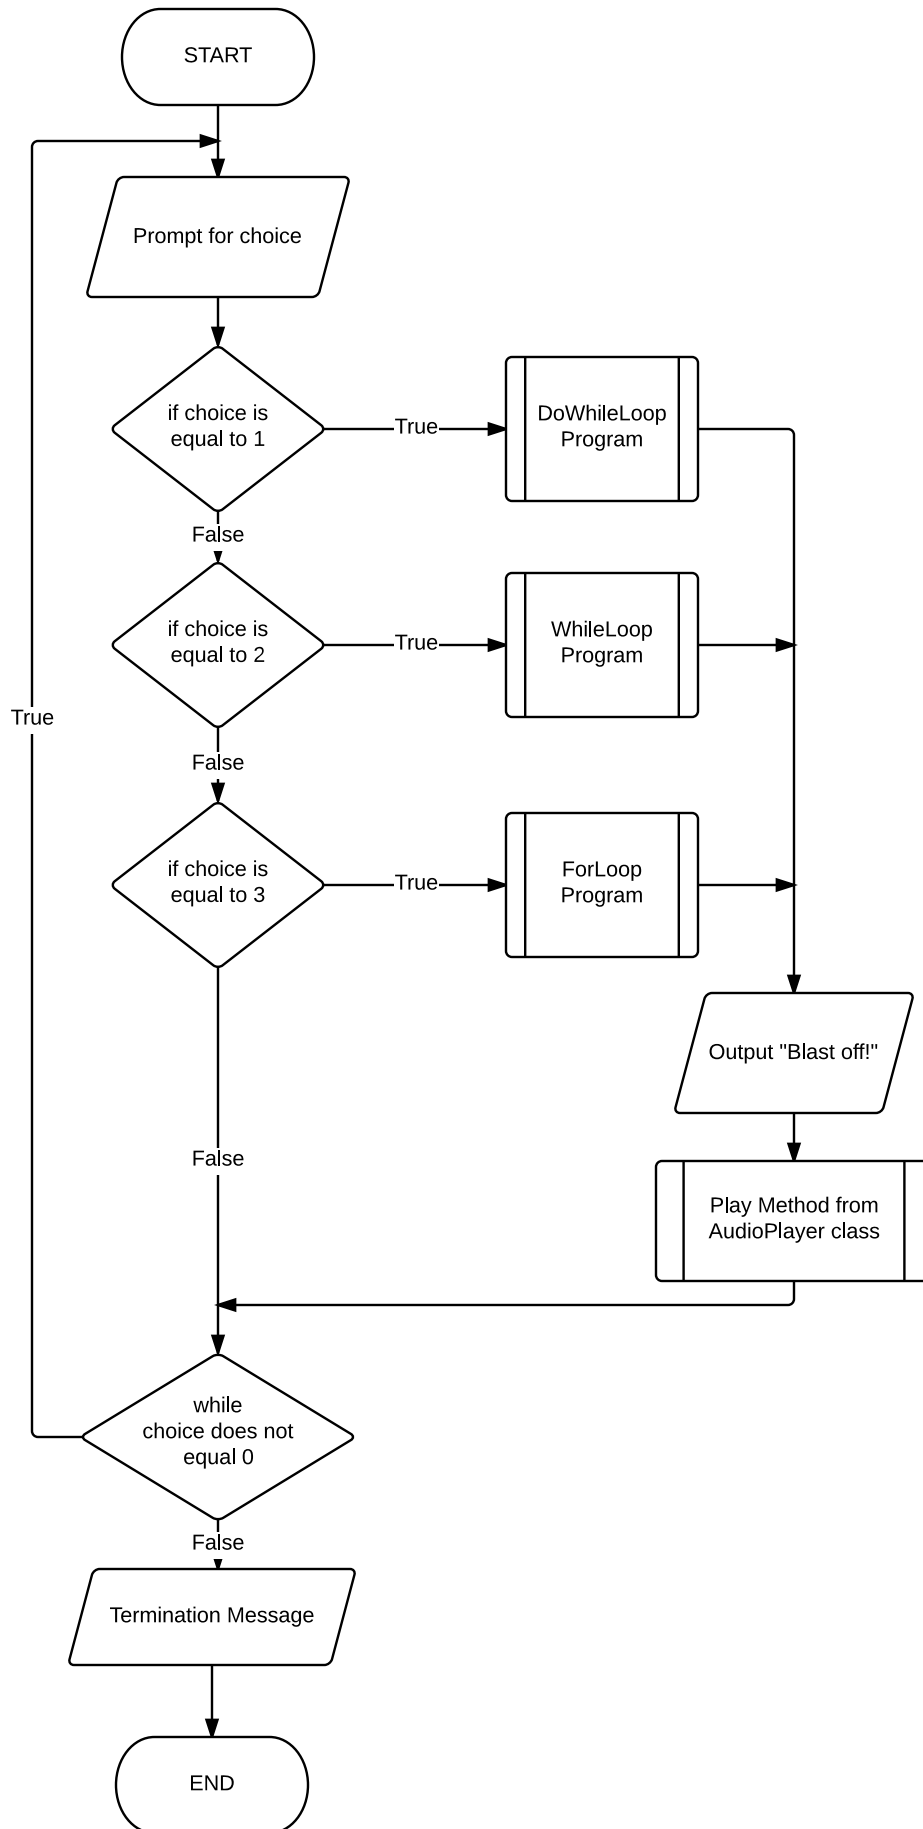 START
Prompt for choice
if choice is
equal to 1
True
DoWhileLoop
Program
False
if choice is
equal to 2
True
WhileLoop
Program
True
False
if choice is
equal to 3
True
ForLoop
Program
Output "Blast off!"
False
Play Method from
AudioPlayer class
while
choice does not
equal 0
False
Termination Message
END